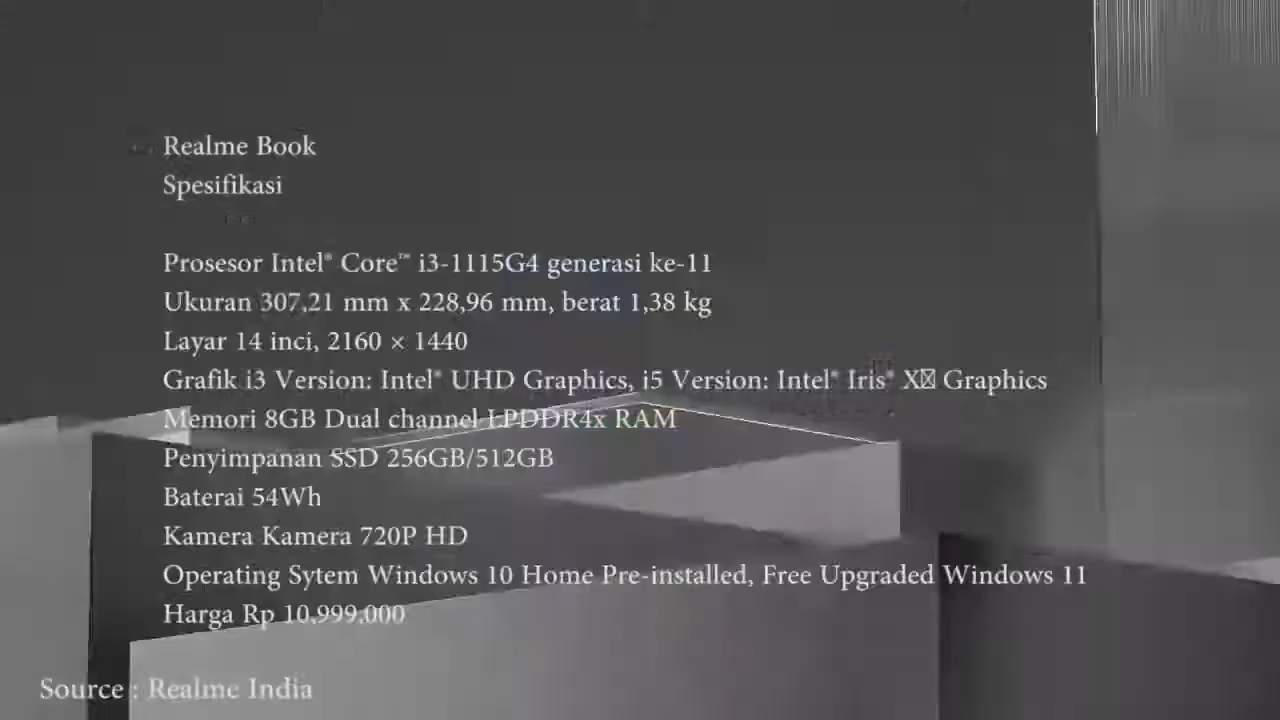 Realme Book
Spesifikasi
Prosesor Intel® Core™ i3-1115G4 generasi ke-11
Ukuran 307,21 mm x 228,96 mm, berat 1,38 kg
Layar 14 inci, 2160 × 1440
Grafik i3 Version: Intel® UHD Graphics, i5 Version: Intel® Iris® X Graphics
Memori 8GB Dual channel LPDDR4x RAM
Penyimpanan SSD 256GB/512GB
Baterai 54Wh
Kamera Kamera 720P HD
Operating Sytem Windows 10 Home Pre-installed, Free Upgraded Windows 11
Harga Rp 10.999.000
Source : Realme India